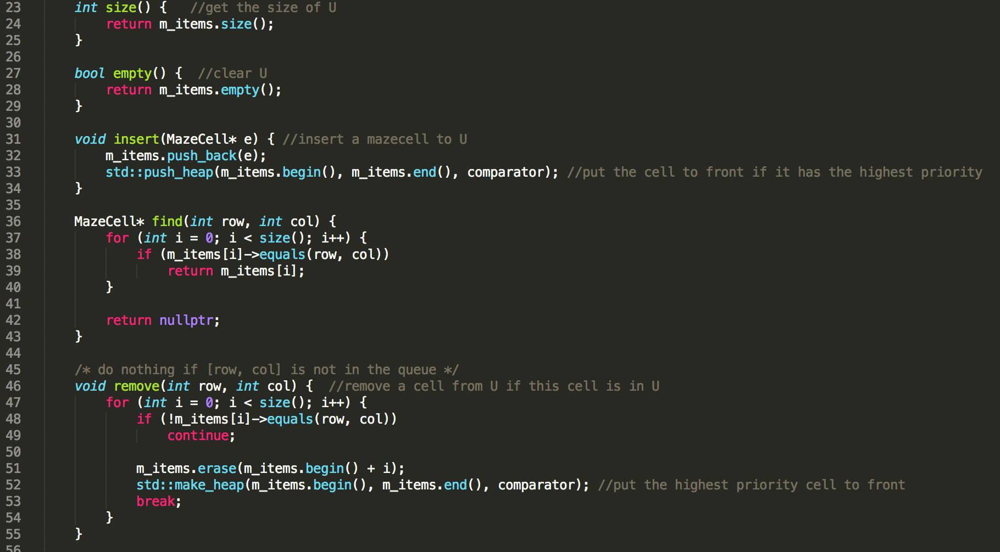 23 int size() { //get the size of U
24 return m_items.size();
25 }
26
27 bool empty() { //clear U
28 return m_items.empty();
29 }
30
31 void insert(MazeCell* e) { //insert a mazecell to U
32 m_items.push_back(e);
33 std::push_heap(m_items.begin(), m_items.end(), comparator); //put the cell to front if it has the highest priority
34 }
35
36 MazeCell* find(int row, int col) {
37 for (int i = 0; i < size(); i++) {
38 if (m_items[i]->equals(row, col))
39 return m_items[i];
40 }
41
42 return nullptr;
43 }
44
45 /* do nothing if [row, col] is not in the queue */
46 void remove(int row, int col) { //remove a cell from U if this cell is in U
47 for (int i = 0; i < size(); i++) {
48 if (!m_items[i]->equals(row, col))
49 continue;
50
51 m_items.erase(m_items.begin() + i);
52 std::make_heap(m_items.begin(), m_items.end(), comparator); //put the highest priority cell to front
53 break;
54 }
55 }
56